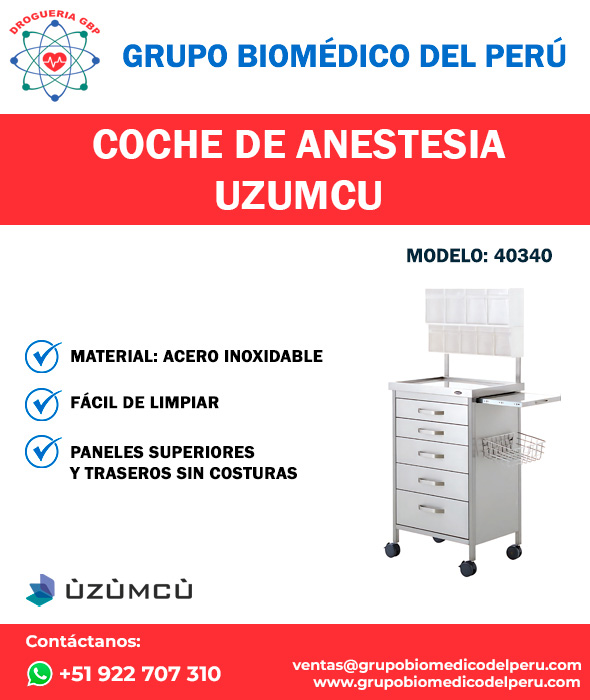 DROGUERIA GBP
GRUPO BIOMÉDICO DEL PERÚ
COCHE DE ANESTESIA
UZUMCU
MODELO: 40340
MATERIAL: ACERO INOXIDABLE
FÁCIL DE LIMPIAR
PANELES SUPERIORES
Y TRASEROS SIN COSTURAS
ÙZÙMCÙ
Contáctanos:
+51 922 707 310
ventas@grupobiomedicodelperu.com
www.grupobiomedicodelperu.com